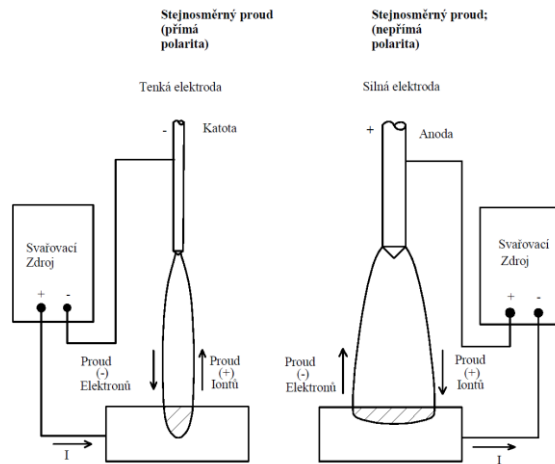 Stejnosměrný proud
(přímá
polarita)
Tenká elektroda
-
Katota
Svařovací
Zdroj
+ -
Proud
(-)
Elektronů
Proud
(+)
Iontů
I
Stejnosměrný proud;
(nepřímá
polarita)
Silná elektroda
+
Anoda
Svařovací
Zdroj
+ -
Proud
(-)
Elektronů
Proud
(+)
Iontů
I